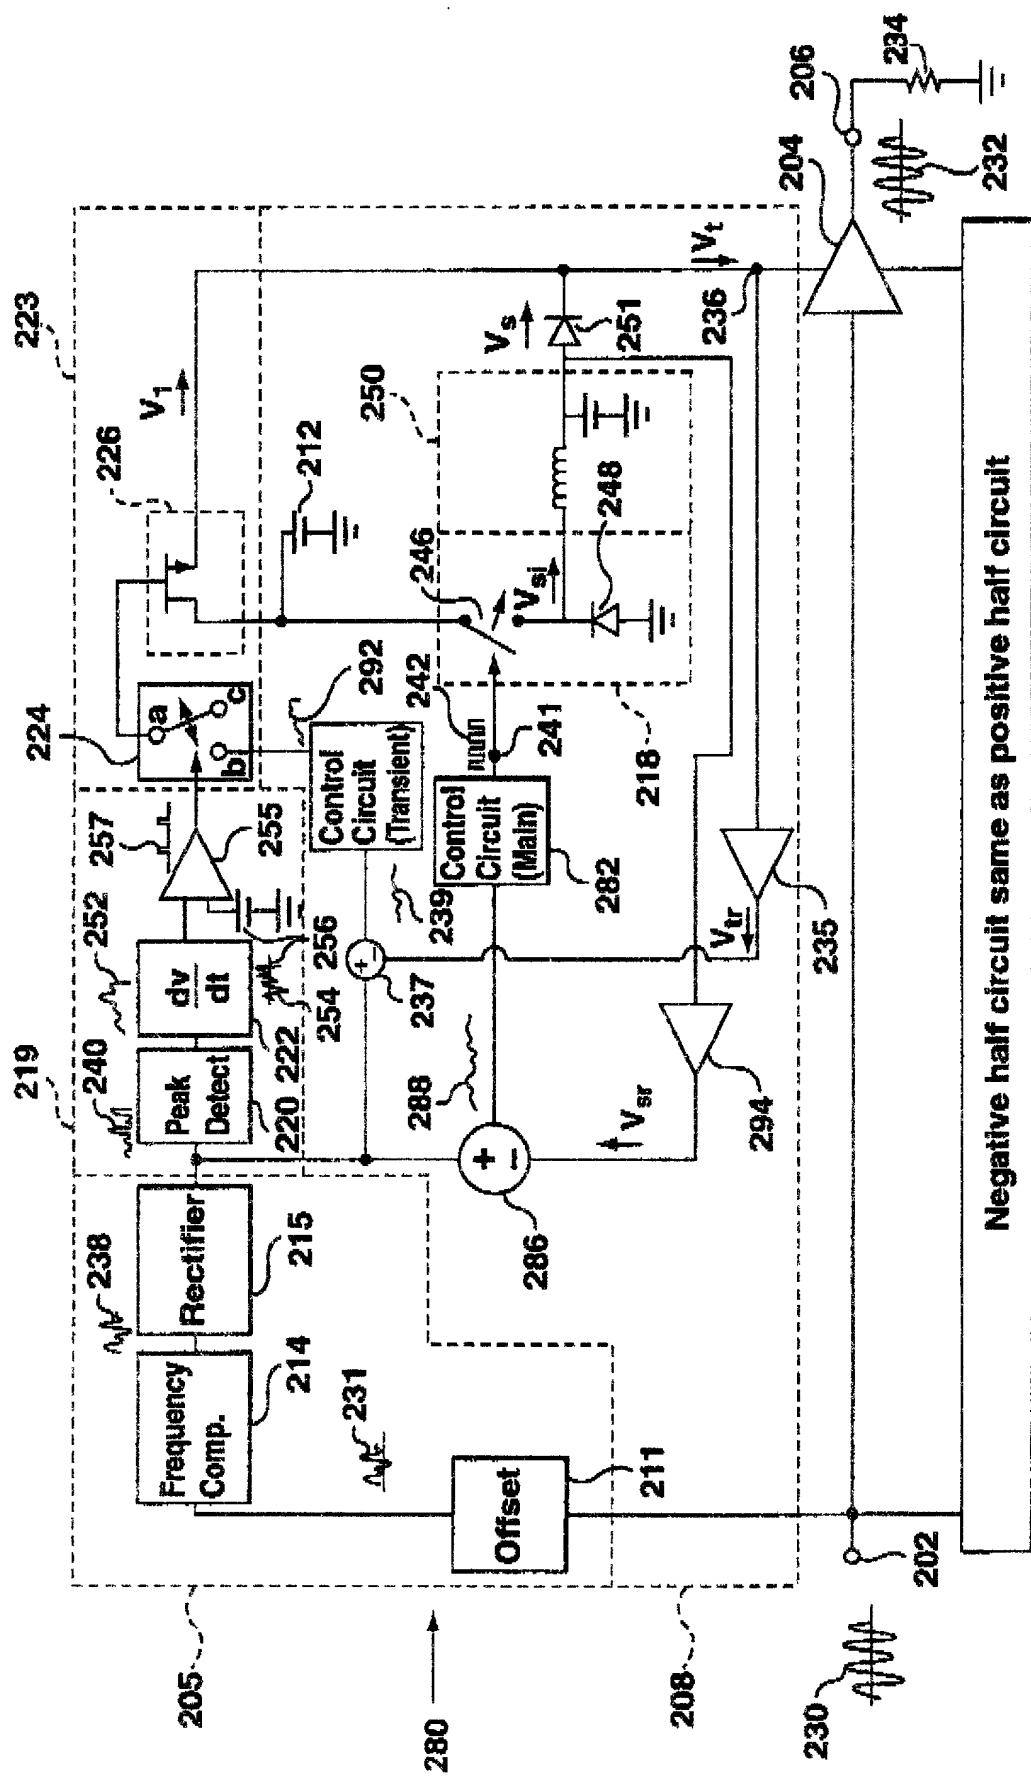 223
219
205
280
208
230
202
240
252
257
224
226
V₁
Peak
Detect
220
dv
dt
222
254
256
255
a
b
c
238
Rectifier
215
Frequency
Comp.
214
231
Offset
211
237
+
−
239
Control
Circuit
(Transient)
292
212
242
241
246
Control
Circuit
(Main)
282
288
+
−
286
218
Vsi
248
250
Vs
251
Vsr
294
Vtr
235
Vt
236
204
206
234
232
Negative half circuit same as positive half circuit